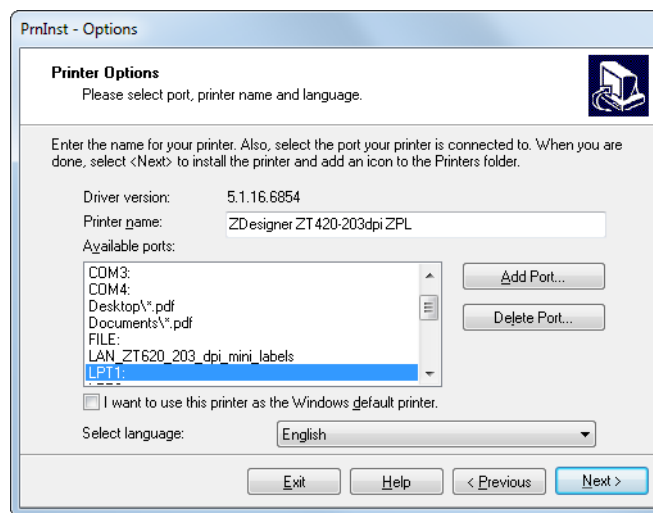 PrnInst - Options
Printer Options
Please select port, printer name and language.
Enter the name for your printer. Also, select the port your printer is connected to. When you are
done, select <Next> to install the printer and add an icon to the Printers folder.
Driver version: 5.1.16.6854
Printer name: ZDesigner ZT420-203dpi ZPL
Available ports:
COM3:
COM4:
Desktop\*.pdf
Documents\*.pdf
FILE:
LAN_ZT620_203_dpi_mini_labels
LPT1:
Add Port...
Delete Port...
I want to use this printer as the Windows default printer.
Select language: English
Exit Help < Previous Next >